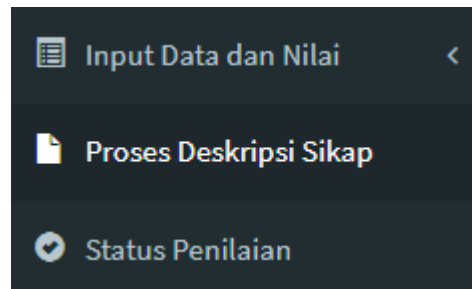 Input Data dan Nilai
Proses Deskripsi Sikap
Status Penilaian